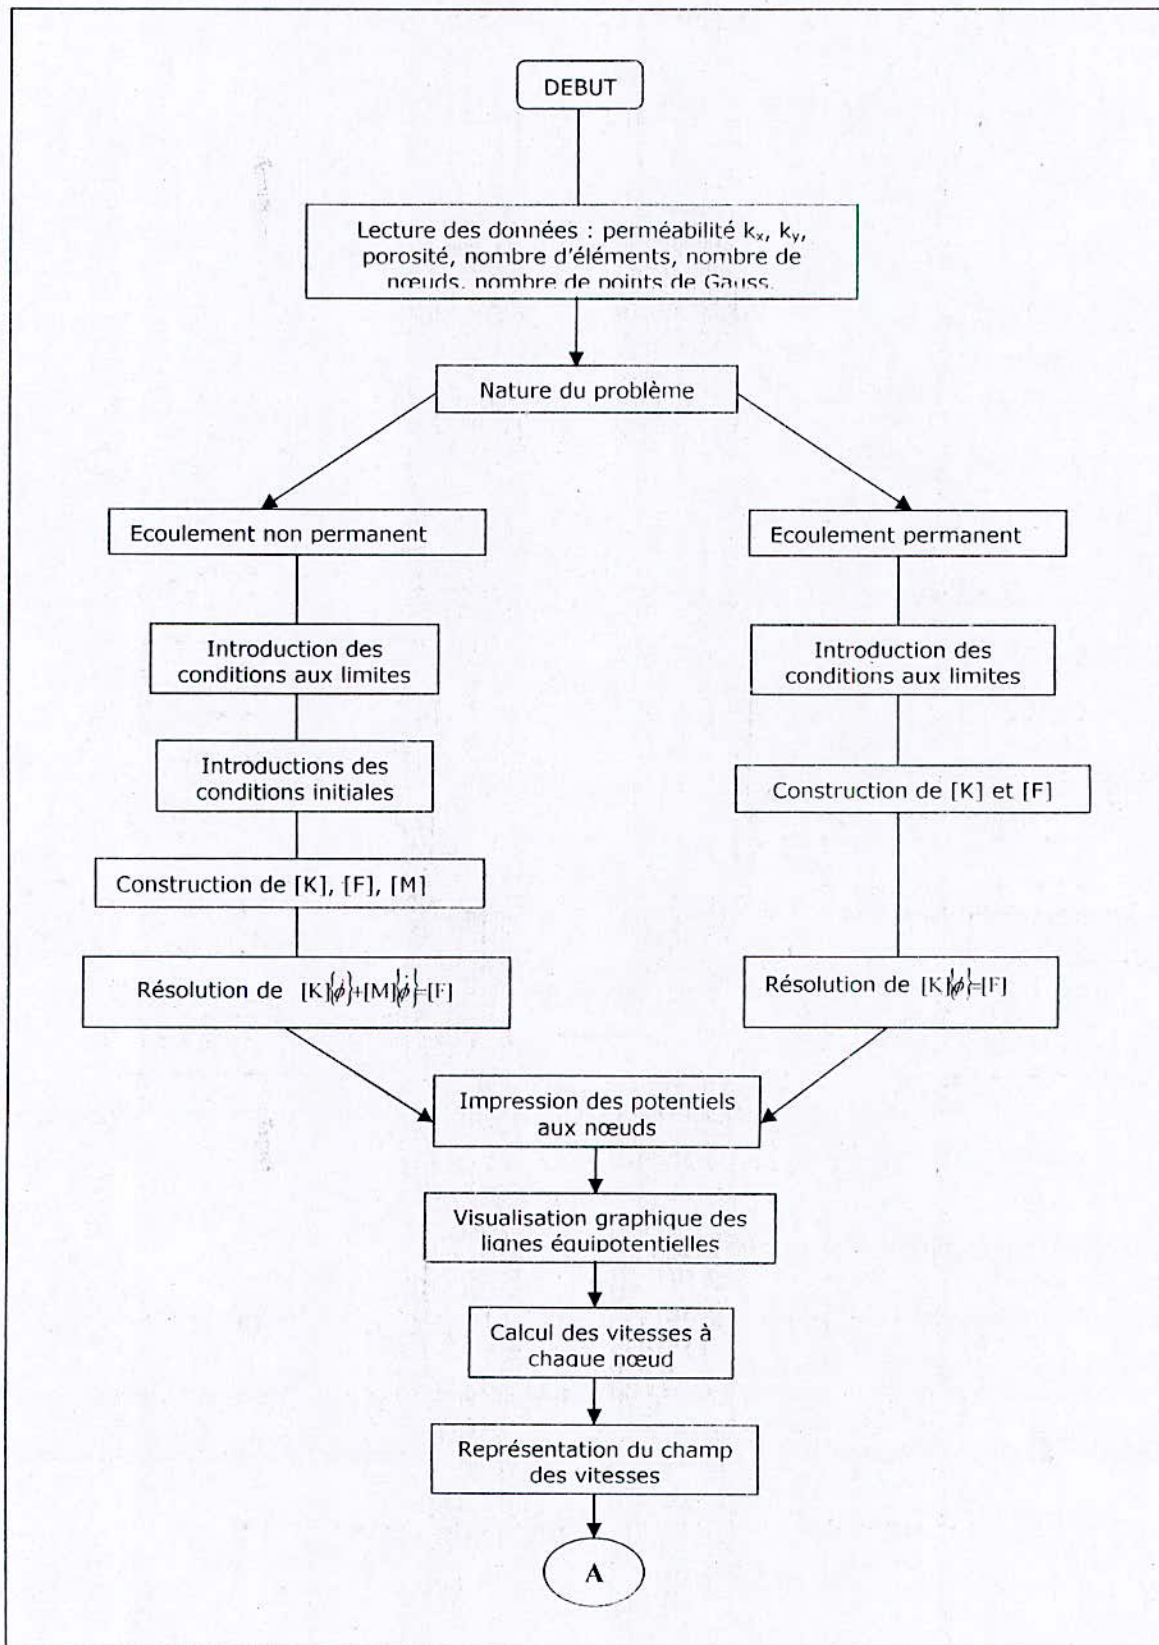 DEBUT
Lecture des données : perméabilité kₓ, kᵧ,
porosité, nombre d'éléments, nombre de
nœuds, nombre de points de Gauss.
Nature du problème
Ecoulement non permanent
Ecoulement permanent
Introduction des
conditions aux limites
Introduction des
conditions aux limites
Introductions des
conditions initiales
Construction de [K] et [F]
Construction de [K], [F], [M]
Résolution de [K]{ϕ}+[M]{ϕ̇}=[F]
Résolution de [K]{ϕ}=[F]
Impression des potentiels
aux nœuds
Visualisation graphique des
lignes équipotentielles
Calcul des vitesses à
chaque nœud
Représentation du champ
des vitesses
A